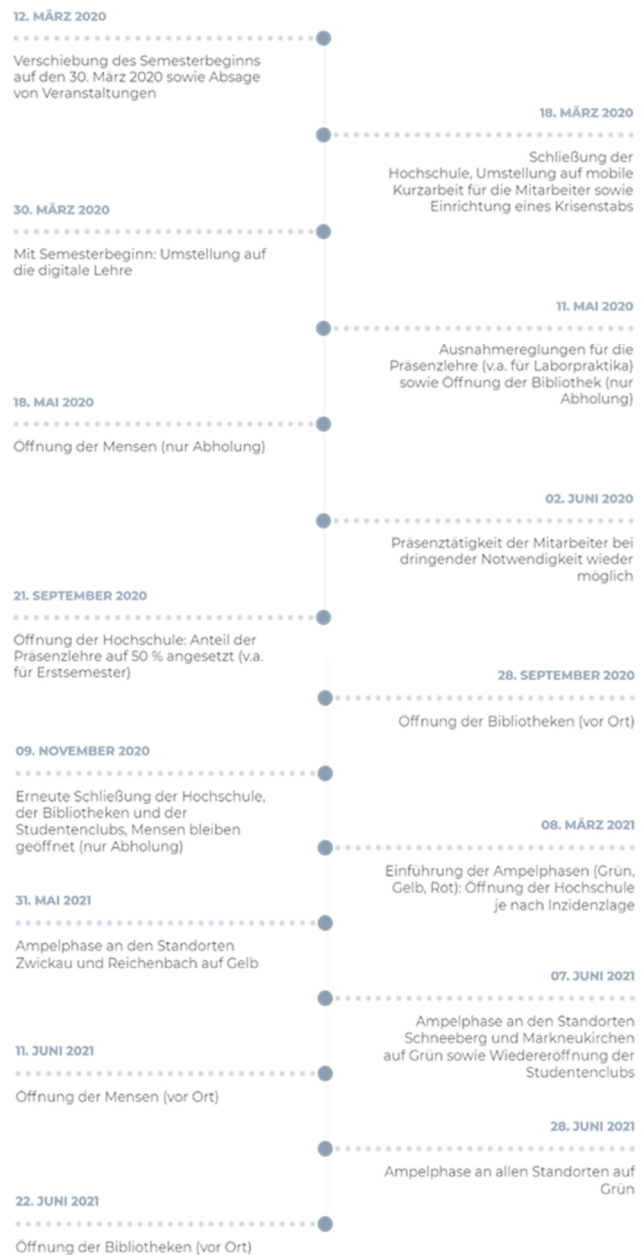 12. MÄRZ 2020
Verschiebung des Semesterbeginns
auf den 30. März 2020 sowie Absage
von Veranstaltungen
18. MÄRZ 2020
Schließung der
Hochschule, Umstellung auf mobile
Kurzarbeit für die Mitarbeiter sowie
Einrichtung eines Krisenstabs
30. MÄRZ 2020
Mit Semesterbeginn: Umstellung auf
die digitale Lehre
11. MAI 2020
Ausnahmereglungen für die
Präsenzlehre (v.a. für Laborpraktika)
sowie Öffnung der Bibliothek (nur
Abholung)
18. MAI 2020
Öffnung der Mensen (nur Abholung)
02. JUNI 2020
Präsenztätigkeit der Mitarbeiter bei
dringender Notwendigkeit wieder
möglich
21. SEPTEMBER 2020
Öffnung der Hochschule: Anteil der
Präsenzlehre auf 50 % angesetzt (v.a.
für Erstsemester)
28. SEPTEMBER 2020
Öffnung der Bibliotheken (vor Ort)
09. NOVEMBER 2020
Erneute Schließung der Hochschule,
der Bibliotheken und der
Studentenclubs, Mensen bleiben
geöffnet (nur Abholung)
08. MÄRZ 2021
Einführung der Ampelphasen (Grün,
Gelb, Rot): Öffnung der Hochschule
je nach Inzidenzlage
31. MAI 2021
Ampelphase an den Standorten
Zwickau und Reichenbach auf Gelb
07. JUNI 2021
Ampelphase an den Standorten
Schneeberg und Markneukirchen
auf Grün sowie Wiedereröffnung der
Studentenclubs
11. JUNI 2021
Öffnung der Mensen (vor Ort)
28. JUNI 2021
Ampelphase an allen Standorten auf
Grün
22. JUNI 2021
Öffnung der Bibliotheken (vor Ort)